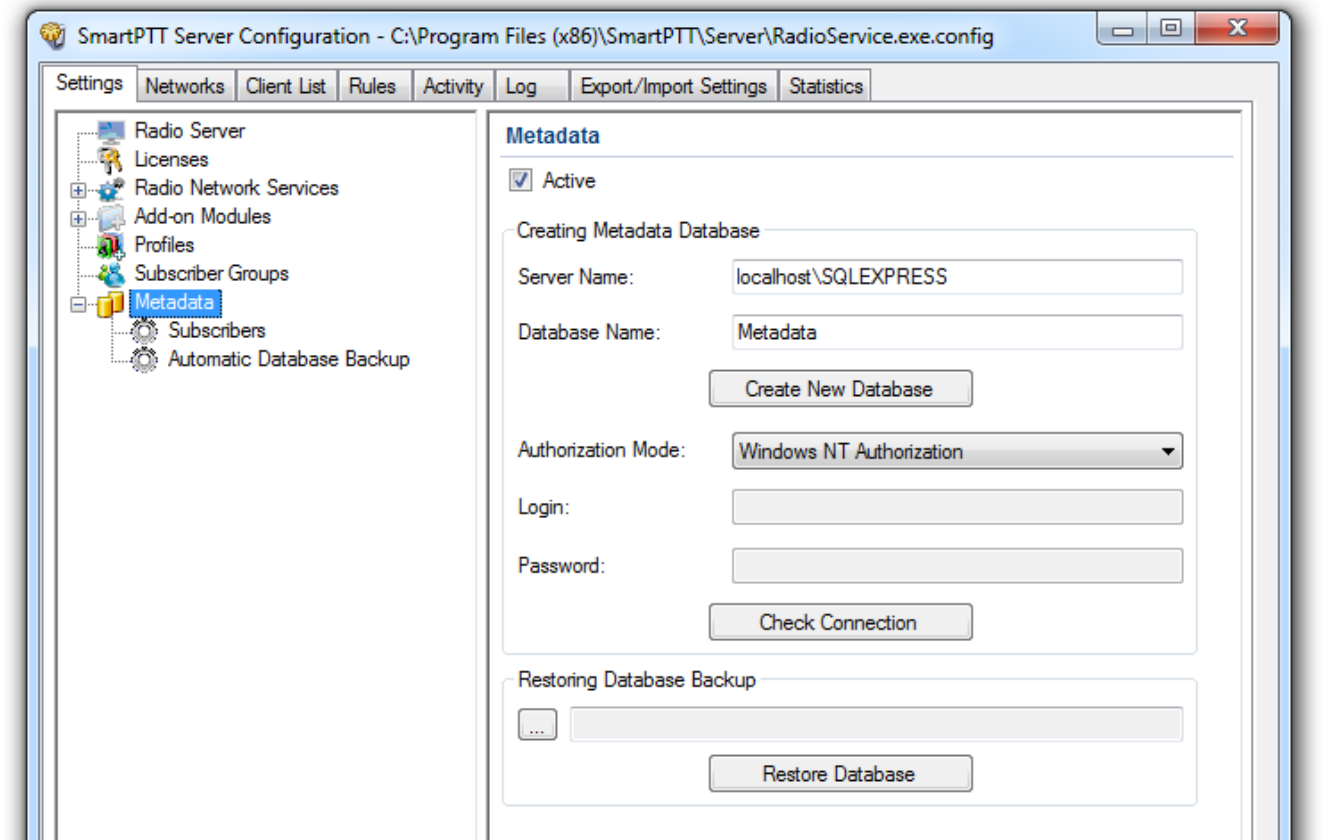 SmartPTT Server Configuration - C:\Program Files (x86)\SmartPTT\Server\RadioService.exe.config
Settings Networks Client List Rules Activity Log Export/Import Settings Statistics
Radio Server
Licenses
Radio Network Services
Add-on Modules
Profiles
Subscriber Groups
Metadata
Subscribers
Automatic Database Backup
Metadata
Active
Creating Metadata Database
Server Name: localhost\SQLEXPRESS
Database Name: Metadata
Create New Database
Authorization Mode: Windows NT Authorization
Login:
Password:
Check Connection
Restoring Database Backup
...
Restore Database